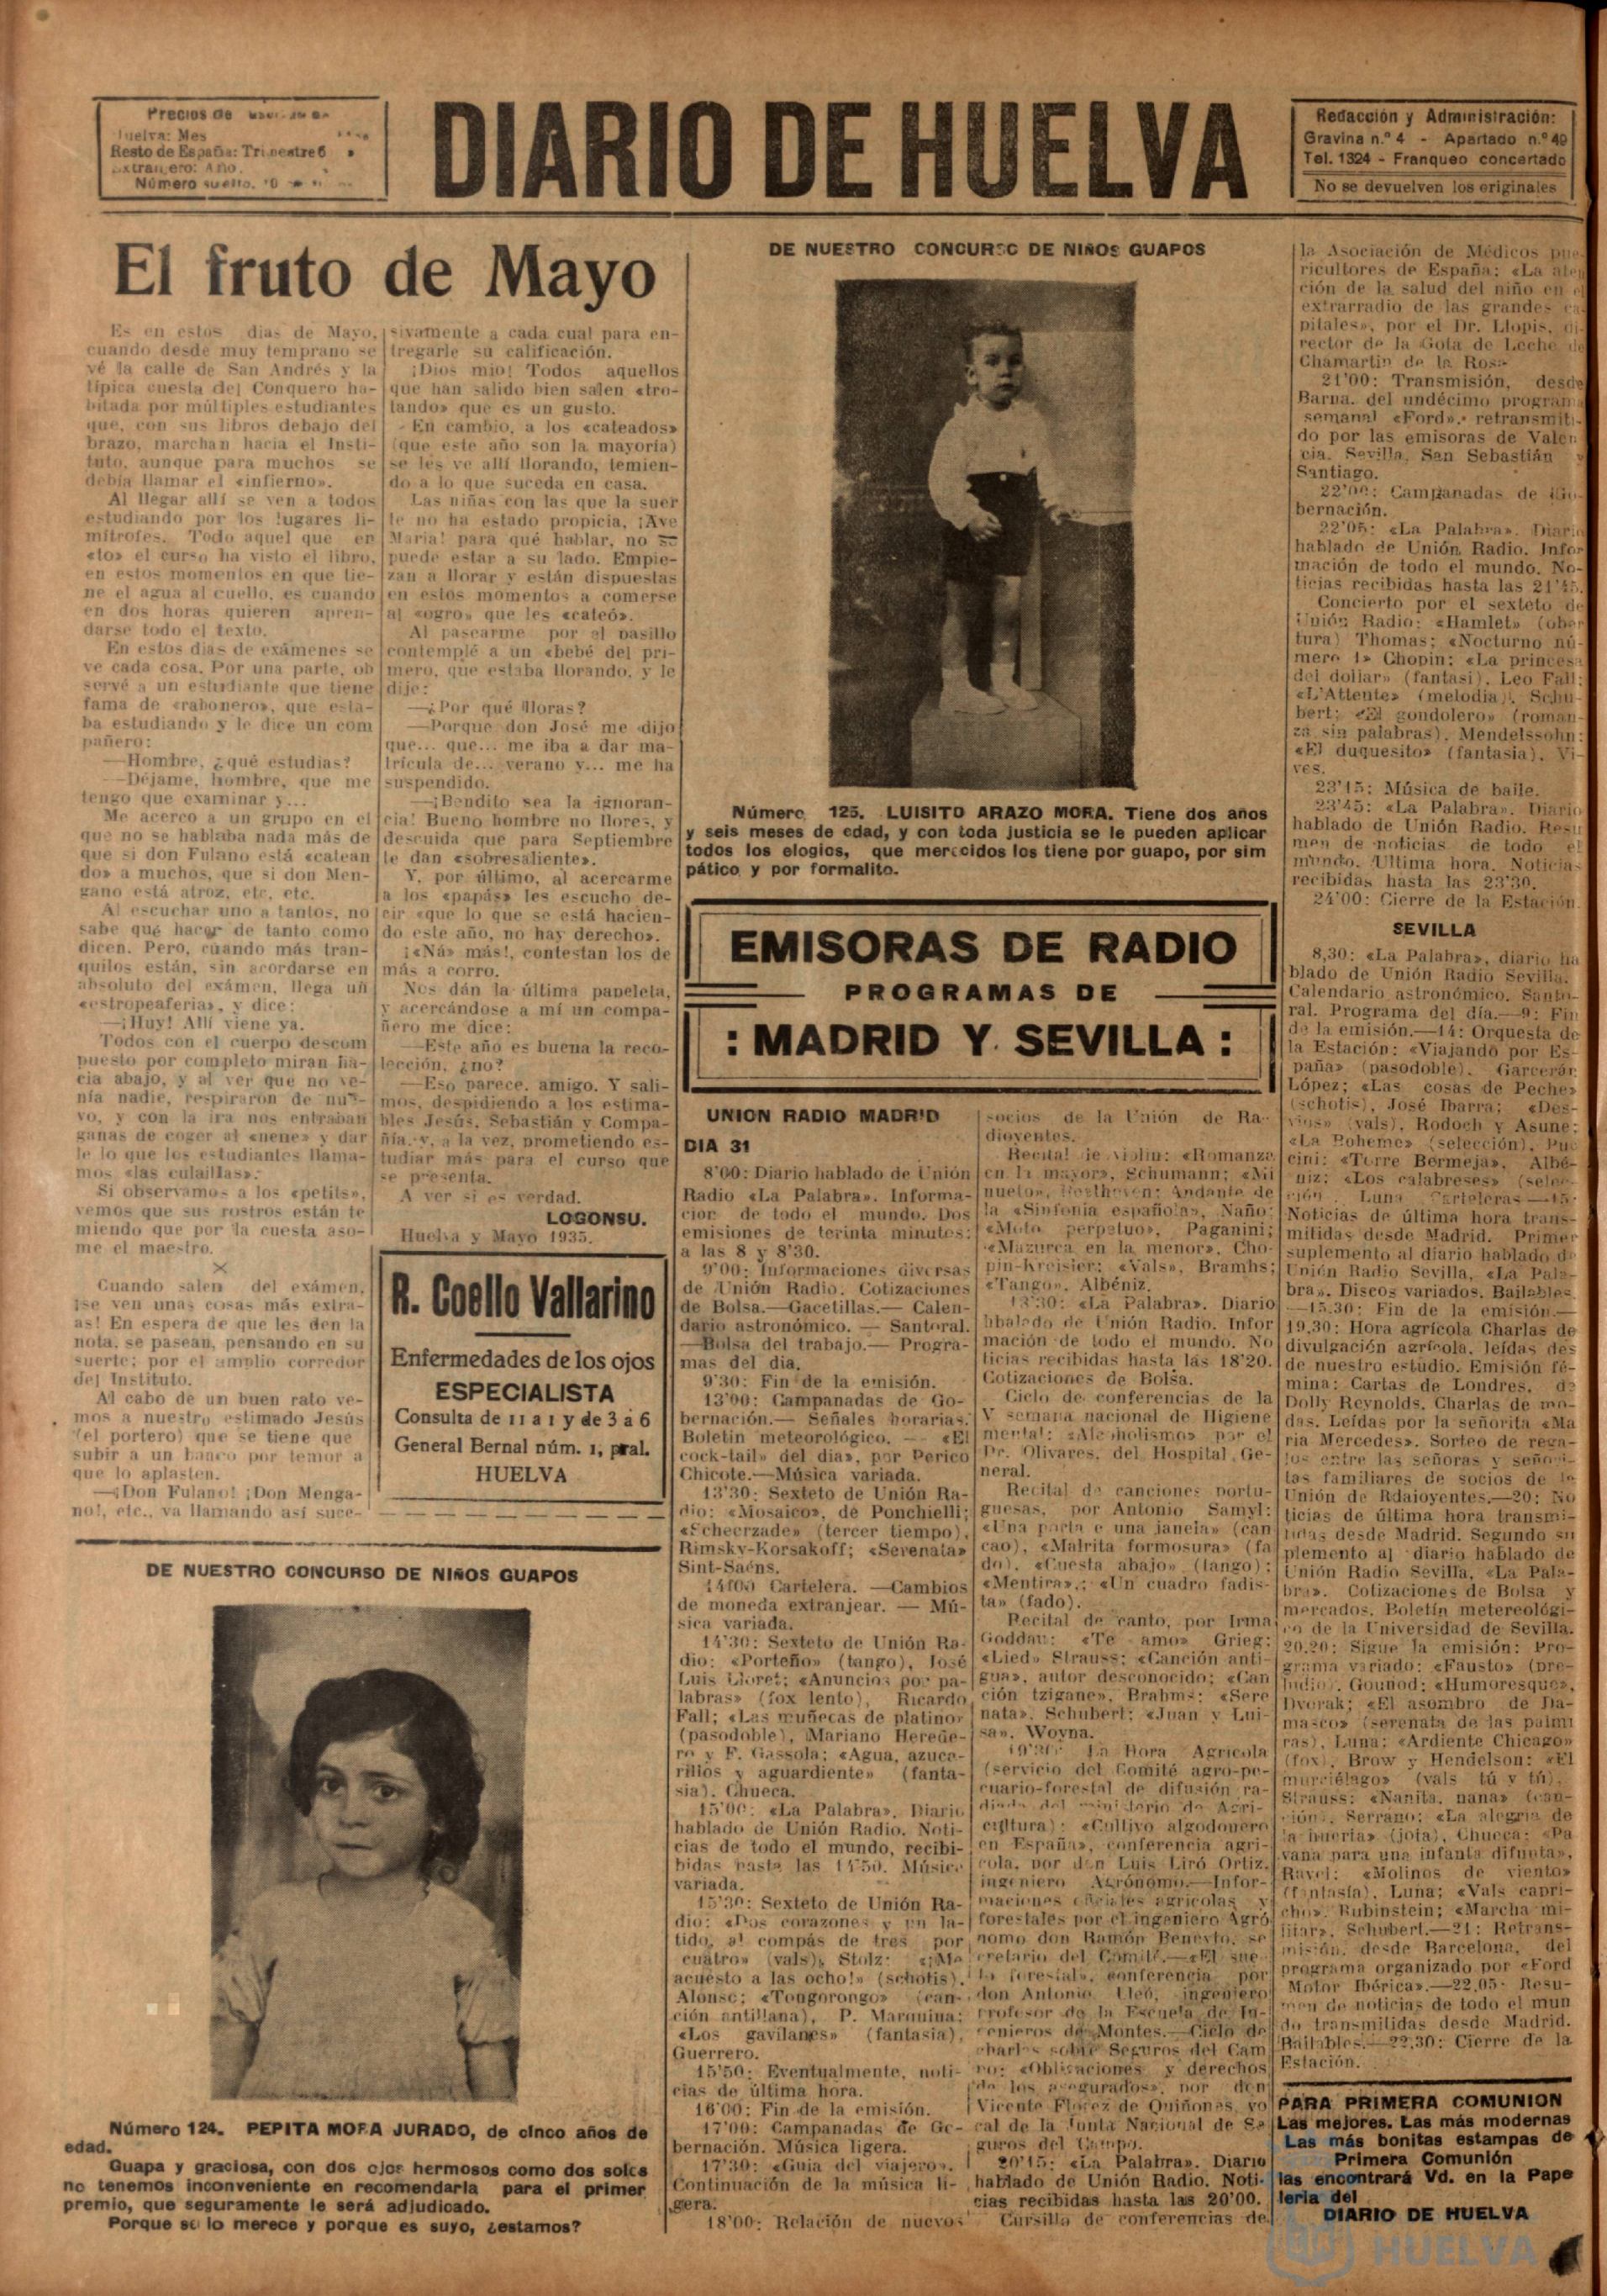 Precios de
Huelva: Mes
Resto de España: Trimestre 6
Extranjero: Año.
Número suelto. 10
DIARIO DE HUELVA
Redacción y Administración:
Gravina n.º 4 - Apartado n.º 49
Tel. 1324 - Franqueo concertado
No se devuelven los originales
El fruto de Mayo
Es en estos dias de Mayo,
cuando desde muy temprano se
vé la calle de San Andrés y la
típica cuesta del Conquero ha-
bitada por múltiples estudiantes
que, con sus libros debajo del
brazo, marchan hacia el Insti-
tuto, aunque para muchos se
debía llamar el «infierno».
Al llegar allí se ven a todos
estudiando por los lugares li-
mítrofes. Todo aquel que en
«to» el curso ha visto el libro,
en estos momentos en que tie-
ne el agua al cuello, es cuando
en dos horas quieren apren-
darse todo el texto.
En estos dias de exámenes se
ve cada cosa. Por una parte, ob
servé a un estudiante que tiene
fama de «rabonero», que esta-
ba estudiando y le dice un com
pañero:
—Hombre, ¿qué estudias?
—Déjame, hombre, que me
tengo que examinar y...
Me acerco a un grupo en el
que no se hablaba nada más de
que si don Fulano está «catean
do» a muchos, que si don Men-
gano está atroz, etc, etc.
Al escuchar uno a tantos, no
sabe qué hacer de tanto como
dicen. Pero, cuando más tran-
quilos están, sin acordarse en
absoluto del exámen, llega un
«estropeaferia», y dice:
—¡Huy! Allí viene ya.
Todos con el cuerpo descom
puesto por completo miran ha-
cia abajo, y al ver que no ve-
nía nadie, respiraron de nue-
vo, y con la ira nos entraban
ganas de coger al «nene» y dar
le lo que los estudiantes llama-
mos «las culaillas».
Si observamos a los «petits»,
vemos que sus rostros están te
miendo que por la cuesta aso-
me el maestro.
×
Cuando salen del exámen,
¡se ven unas cosas más extra-
as! En espera de que les den la
nota, se pasean, pensando en su
suerte; por el amplio corredor
del Instituto.
Al cabo de un buen rato ve-
mos a nuestro estimado Jesús
(el portero) que se tiene que
subir a un banco por temor a
que lo aplasten.
—¡Don Fulano! ¡Don Menga-
no!, etc., va llamando así suce-
sivamente a cada cual para en-
tregarle su calificación.
¡Dios mio! Todos aquellos
que han salido bien salen «tro-
tando» que es un gusto.
En cambio, a los «cateados»
(que este año son la mayoría)
se les ve allí llorando, temien-
do a lo que suceda en casa.
Las niñas con las que la suer
te no ha estado propicia, ¡Ave
Maria! para qué hablar, no se
puede estar a su lado. Empie-
zan a llorar y están dispuestas
en estos momentos a comerse
al «ogro» que les «cateó».
Al pasearme por el pasillo
contemplé a un «bebé del pri-
mero, que estaba llorando, y le
dije:
—¿Por qué lloras?
—Porque don José me dijo
que... que... me iba a dar ma-
trícula de... verano y... me ha
suspendido.
—¡Bendito sea la ignoran-
cia! Bueno hombre no llores, y
descuida que para Septiembre
te dan «sobresaliente».
Y, por último, al acercarme
a los «papás» les escucho de-
cir «que lo que se está hacien-
do este año, no hay derecho».
¡«Ná» más!, contestan los de
más a corro.
Nos dán la última papeleta,
y acercándose a mí un compa-
ñero me dice:
—Este año es buena la reco-
lección, ¿no?
—Eso parece, amigo. Y sali-
mos, despidiendo a los estima-
bles Jesús, Sebastián y Compa-
ñía, y, a la vez, prometiendo es-
tudiar más para el curso que
se presenta.
A ver si es verdad.
LOGONSU.
Huelva y Mayo 1935.
R. Coello Vallarino
Enfermedades de los ojos
ESPECIALISTA
Consulta de 11 a 1 y de 3 a 6
General Bernal núm. 1, pral.
HUELVA
DE NUESTRO CONCURSO DE NIÑOS GUAPOS
Número 124. PEPITA MORA JURADO, de cinco años de
edad.
Guapa y graciosa, con dos ojos hermosos como dos soles
no tenemos inconveniente en recomendarla para el primer
premio, que seguramente le será adjudicado.
Porque se lo merece y porque es suyo, ¿estamos?
DE NUESTRO CONCURSO DE NIÑOS GUAPOS
Número 125. LUISITO ARAZO MORA. Tiene dos años
y seis meses de edad, y con toda justicia se le pueden aplicar
todos los elogios, que merecidos los tiene por guapo, por sim
pático y por formalito.
EMISORAS DE RADIO
PROGRAMAS DE
: MADRID Y SEVILLA :
UNION RADIO MADRID
DIA 31
8'00: Diario hablado de Unión
Radio «La Palabra». Informa-
cior de todo el mundo. Dos
emisiones de terinta minutos:
a las 8 y 8'30.
9'00: Informaciones diversas
de Unión Radio. Cotizaciones
de Bolsa.—Gacetillas.— Calen-
dario astronómico. — Santoral.
—Bolsa del trabajo.— Progra-
mas del dia.
9'30: Fin de la emisión.
13'00: Campanadas de Go-
bernación.— Señales horarias.
Boletin meteorológico. — «El
cock-tail» del dia», por Perico
Chicote.—Música variada.
13'30: Sexteto de Unión Ra-
dio: «Mosaico», de Ponchielli;
«Scheerzade» (tercer tiempo),
Rimsky-Korsakoff; «Serenata»
Sint-Saéns.
14'00 Cartelera. —Cambios
de moneda extranjear. — Mú-
sica variada.
14'30: Sexteto de Unión Ra-
dio: «Porteño» (tango), José
Luis Lloret; «Anuncios por pa-
labras» (fox lento), Ricardo
Fall; «Las muñecas de platino»
(pasodoble), Mariano Herede-
ro y F. Gassola; «Agua, azuca-
rillos y aguardiente» (fanta-
sia). Chueca.
15'00: «La Palabra». Diario
hablado de Unión Radio. Noti-
cias de todo el mundo, recibi-
bidas hasta las 14'50. Música
variada.
15'30: Sexteto de Unión Ra-
dio: «Dos corazones y un la-
tido, al compás de tres por
cuatro» (vals), Stolz; «¡Me
acuesto a las ocho!» (schotis),
Alonso; «Tongorongo» (can-
ción antillana), P. Marquina;
«Los gavilanes» (fantasia),
Guerrero.
15'50: Eventualmente, noti-
cias de última hora.
16'00: Fin de la emisión.
17'00: Campanadas de Go-
bernación. Música ligera.
17'30: «Guia del viajero».
Continuación de la música li-
gera.
18'00: Relación de nuevos
socios de la Unión de Ra-
dioyentes.
Recital de violin: «Romanza
en la mayor», Schumann; «Mi
nueto», Beethoven; Andante de
la «Sinfonia española», Naño;
«Moto perpetuo», Paganini;
«Mazurca en la menor», Cho-
pin-Kreisler; «Vals», Bramhs;
«Tango», Albéniz.
«La Palabra». Diario
hbalado de Unión Radio. Infor
mación de todo el mundo. No
ticias recibidas hasta las 18'20.
Cotizaciones de Bolsa.
Ciclo de conferencias de la
V semana nacional de Higiene
mental: «Alcoholismo» por el
Dr. Olivares, del Hospital Ge-
neral.
Recital de canciones portu-
guesas, por Antonio Samyl:
«Una porta e una janela» (can
cao), «Malrita formosura» (fa
do), «Cuesta abajo» (tango);
«Mentira»,; «Un cuadro fadis-
ta» (fado).
Recital de canto, por Irma
Goddau: «Te amo» Grieg;
«Lied» Strauss; «Canción anti-
gua», autor desconocido; «Can
ción tzigane», Brahms; «Sere
nata», Schubert; «Juan y Lui-
sa», Woyna.
19'30: La Hora Agricola
(servicio del Comité agro-pe-
cuario-forestal de difusión ra-
diada del ministerio de Agri-
cultura): «Cultivo algodonero
en España», conferencia agri-
cola, por don Luis Liró Ortiz,
ingeniero Agrónomo.—Infor-
maciones oficiales agricolas y
forestales por el ingeniero Agró
nomo don Ramón Beneyto, se
cretario del Comité.—«El sue
lo forestal», conferencia por
don Antonio Lleó, ingeniero
profesor de la Escuela de In-
genieros de Montes.—Ciclo de
charlas sobre Seguros del Cam
po: «Obligaciones y derechos
de los asegurados», por don
Vicente Florez de Quiñones, vo
cal de la Junta Nacional de Se
guros del Campo.
20'15: «La Palabra». Diario
hablado de Unión Radio. Noti-
cias recibidas hasta las 20'00.
Cursilla de conferencias de
la Asociación de Médicos pue-
ricultores de España: «La aten
ción de la salud del niño en el
extrarradio de las grandes ca-
pitales», por el Dr. Llopis, di-
rector de la Gota de Leche de
Chamartin de la Rosa
21'00: Transmisión, desde
Barna. del undécimo programa
semanal «Ford», retransmiti-
do por las emisoras de Valen
cia, Sevilla, San Sebastián y
Santiago.
22'00: Campanadas de Go-
bernación.
22'05: «La Palabra». Diario
hablado de Unión Radio. Infor
mación de todo el mundo. No-
ticias recibidas hasta las 21'45.
Concierto por el sexteto de
Unión Radio: «Hamlet» (ober
tura) Thomas; «Nocturno nú-
mero 1» Chopin; «La princesa
del dollar» (fantasi), Leo Fall;
«L'Attente» (melodia), Schu-
bert; «El gondolero» (roman-
za sin palabras), Mendelssohn;
«El duquesito» (fantasia), Vi-
ves.
23'15: Música de baile.
23'45: «La Palabra». Diario
hablado de Unión Radio. Resu
men de noticias de todo el
mundo. Ultima hora. Noticias
recibidas hasta las 23'30.
24'00: Cierre de la Estación.
SEVILLA
8,30: «La Palabra», diario ha
blado de Unión Radio Sevilla.
Calendario astronómico. Santo-
ral. Programa del día.—9: Fin
de la emisión.—14: Orquesta de
la Estación: «Viajando por Es-
paña» (pasodoble). Garcerán
López; «Las cosas de Peche»
(schotis), José Ibarra; «Des-
víos» (vals), Rodoch y Asune;
«La Boheme» (selección), Puc
cini; «Torre Bermeja», Albé-
niz; «Los calabreses» (selec-
ción). Luna Carteleras—15:
Noticias de última hora trans-
mitidas desde Madrid. Primer
suplemento al diario hablado de
Unión Radio Sevilla, «La Pala-
bra». Discos variados. Bailables.
—15,30: Fin de la emisión.—
19,30: Hora agrícola Charlas de
divulgación agrícola, leídas des
de nuestro estudio. Emisión fé-
mina: Cartas de Londres, de
Dolly Reynolds. Charlas de mo-
das. Leídas por la señorita «Ma
ria Mercedes». Sorteo de rega-
los entre las señoras y señori-
tas familiares de socios de la
Unión de Rdaioyentes.—20: No
ticias de última hora transmi-
tidas desde Madrid. Segundo su
plemento al diario hablado de
Unión Radio Sevilla, «La Pala-
bra». Cotizaciones de Bolsa y
mercados. Boletín metereológi-
co de la Universidad de Sevilla.
20.20: Sigue la emisión: Pro-
grama variado: «Fausto» (pre-
ludio), Gounod; «Humoresque»,
Dvorak; «El asombro de Da-
masco» (serenata de las palmi
ras), Luna; «Ardiente Chicago»
(fox), Brow y Hendelson; «El
murciélago» (vals tú y tú),
Strauss; «Nanita, nana» (can-
ción), Serrano; «La alegría de
la huerta» (jota), Chueca; «Pa
vana para una infanta difunta»,
Ravel; «Molinos de viento»
(fantasía), Luna; «Vals capri-
cho», Rubinstein; «Marcha mi-
litar», Schubert.—21: Retrans-
misión, desde Barcelona, del
programa organizado por «Ford
Motor Ibérica».—22,05: Resu-
men de noticias de todo el mun
do transmitidas desde Madrid.
Bailables.—22,30: Cierre de la
Estación.
PARA PRIMERA COMUNION
Las mejores. Las más modernas
Las más bonitas estampas de
Primera Comunión
las encontrará Vd. en la Pape
lería del
DIARIO DE HUELVA
HUELVA